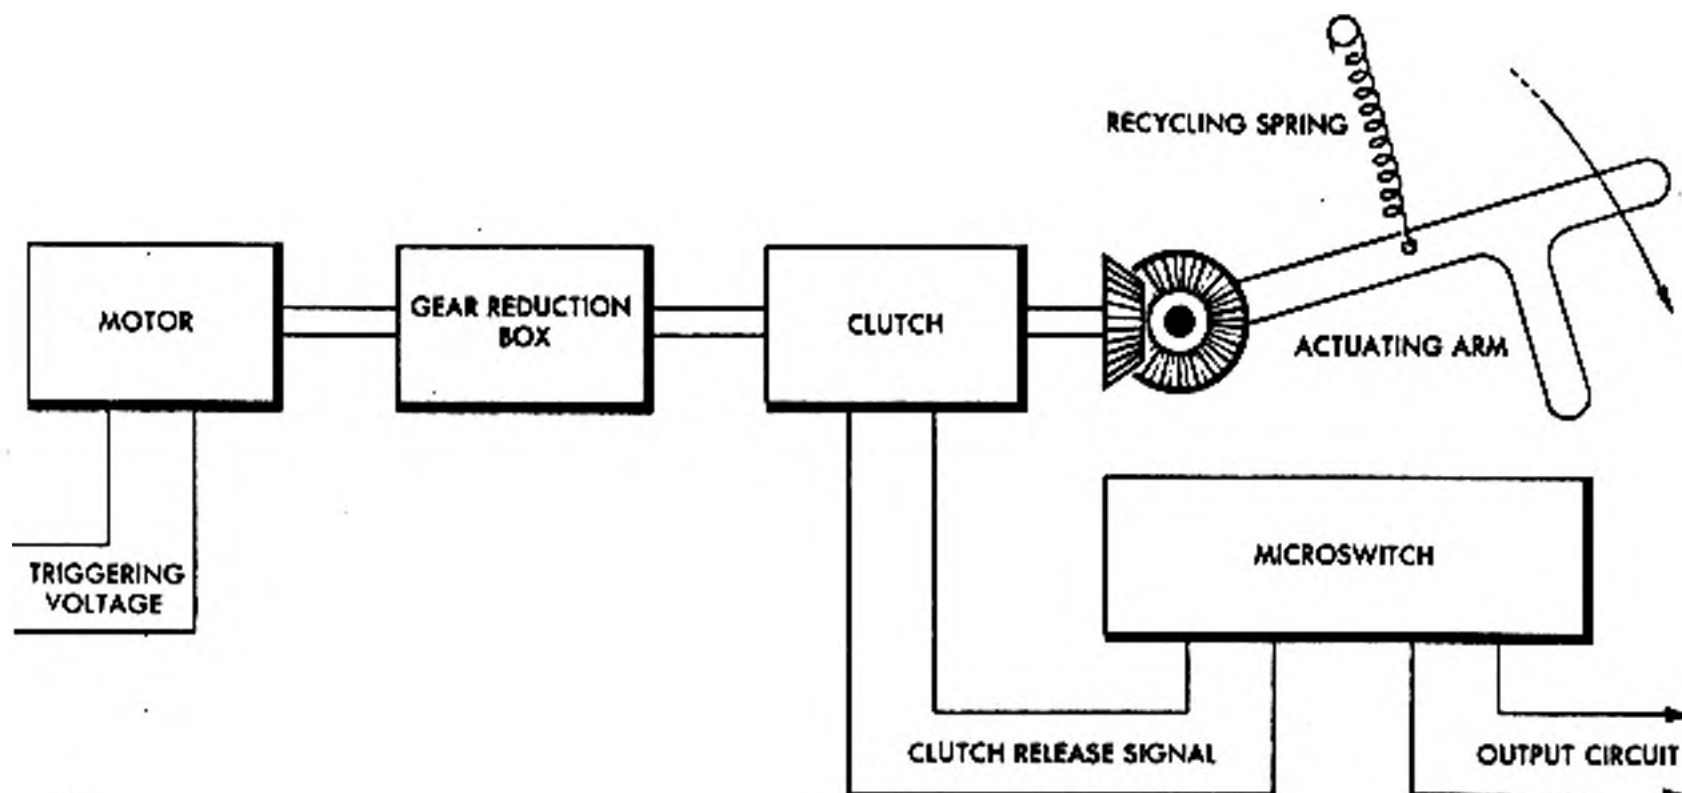 RECYCLING SPRING
MOTOR
GEAR REDUCTION
BOX
CLUTCH
ACTUATING ARM
TRIGGERING
VOLTAGE
MICROSWITCH
CLUTCH RELEASE SIGNAL
OUTPUT CIRCUIT